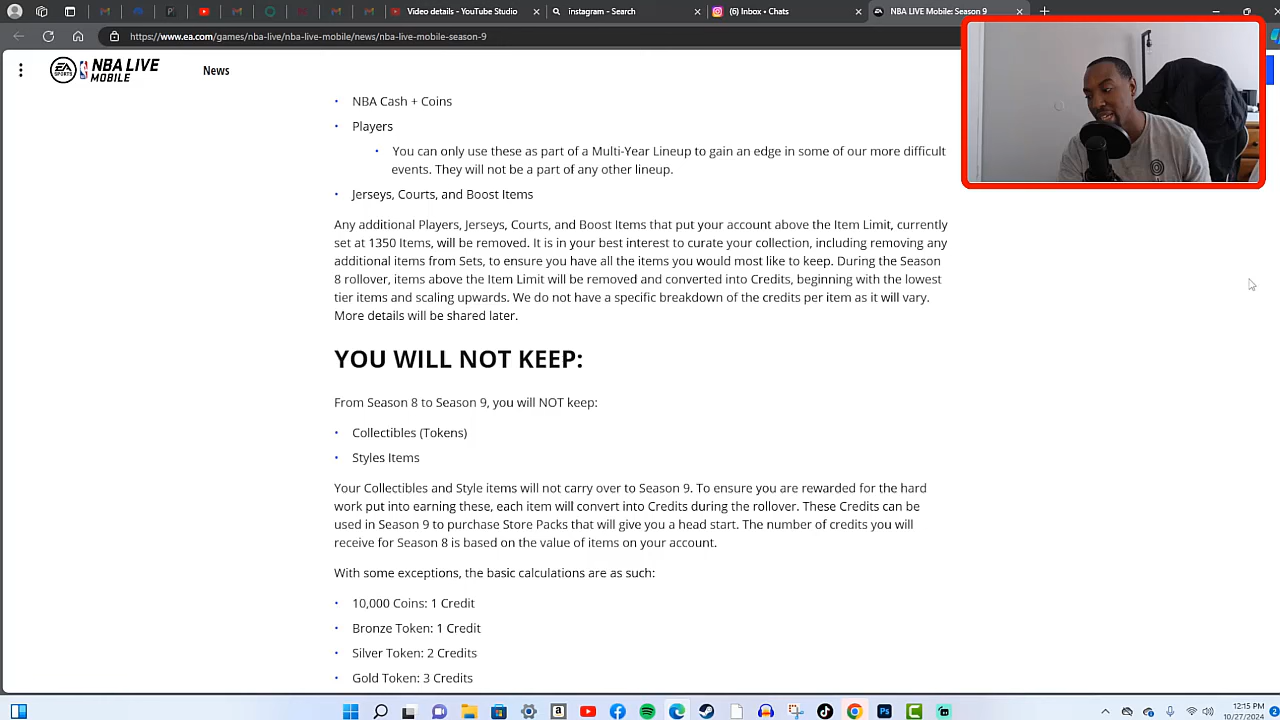 Video details - YouTube Studio
instagram - Search
(6) Inbox • Chats
NBA LIVE Mobile: Season 9
https://www.ea.com/games/nba-live/nba-live-mobile/news/nba-live-mobile-season-9
EA SPORTS NBA LIVE MOBILE
News
• NBA Cash + Coins
• Players
• You can only use these as part of a Multi-Year Lineup to gain an edge in some of our more difficult
events. They will not be a part of any other lineup.
• Jerseys, Courts, and Boost Items
Any additional Players, Jerseys, Courts, and Boost Items that put your account above the Item Limit, currently
set at 1350 Items, will be removed. It is in your best interest to curate your collection, including removing any
additional items from Sets, to ensure you have all the items you would most like to keep. During the Season
8 rollover, items above the Item Limit will be removed and converted into Credits, beginning with the lowest
tier items and scaling upwards. We do not have a specific breakdown of the credits per item as it will vary.
More details will be shared later.
YOU WILL NOT KEEP:
From Season 8 to Season 9, you will NOT keep:
• Collectibles (Tokens)
• Styles Items
Your Collectibles and Style items will not carry over to Season 9. To ensure you are rewarded for the hard
work put into earning these, each item will convert into Credits during the rollover. These Credits can be
used in Season 9 to purchase Store Packs that will give you a head start. The number of credits you will
receive for Season 8 is based on the value of items on your account.
With some exceptions, the basic calculations are as such:
• 10,000 Coins: 1 Credit
• Bronze Token: 1 Credit
• Silver Token: 2 Credits
• Gold Token: 3 Credits
12:15 PM
10/27/2024